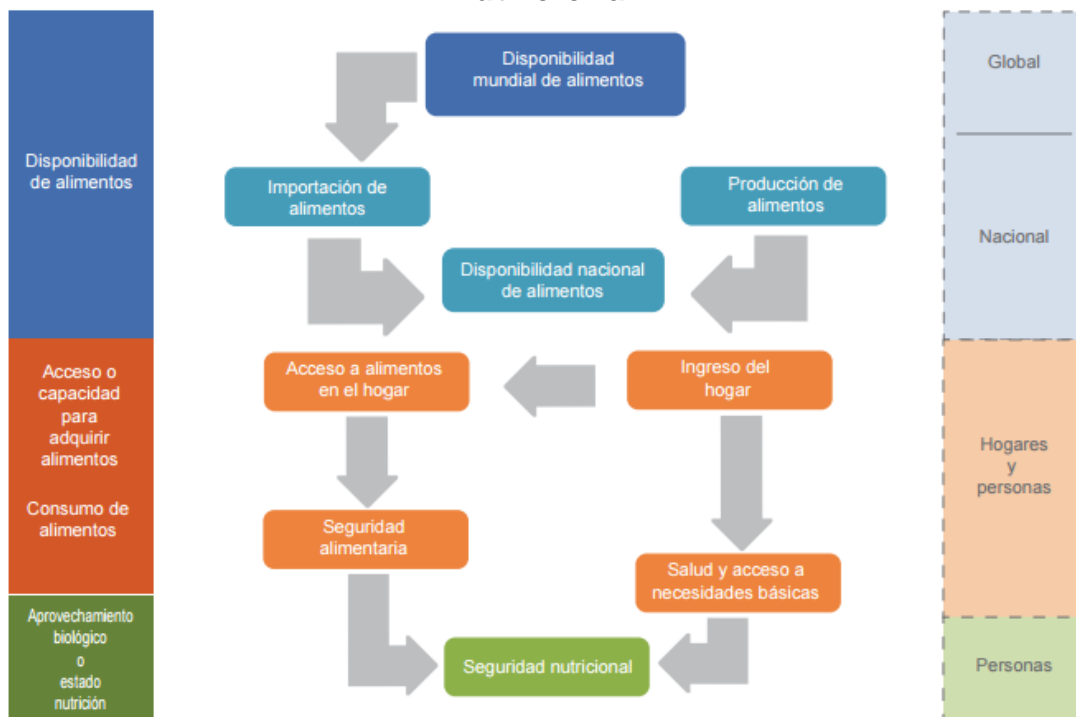 Disponibilidad
mundial de alimentos
Global
Disponibilidad
de alimentos
Importación de
alimentos
Producción de
alimentos
Nacional
Disponibilidad nacional
de alimentos
Acceso o
capacidad
para
adquirir
alimentos
Consumo de
alimentos
Acceso a alimentos
en el hogar
Ingreso del
hogar
Hogares
y
personas
Seguridad
alimentaria
Salud y acceso a
necesidades básicas
Aprovechamiento
biológico
o
estado
nutrición
Seguridad nutricional
Personas